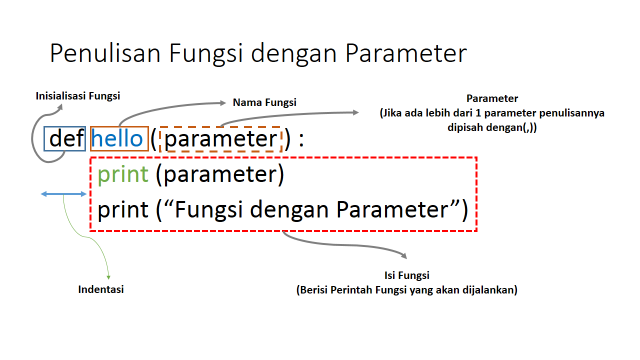 Penulisan Fungsi dengan Parameter
Inisialisasi Fungsi
Nama Fungsi
Parameter
(Jika ada lebih dari 1 parameter penulisannya
dipisah dengan(,))
def hello (parameter) :
print (parameter)
print (“Fungsi dengan Parameter”)
Indentasi
Isi Fungsi
(Berisi Perintah Fungsi yang akan dijalankan)